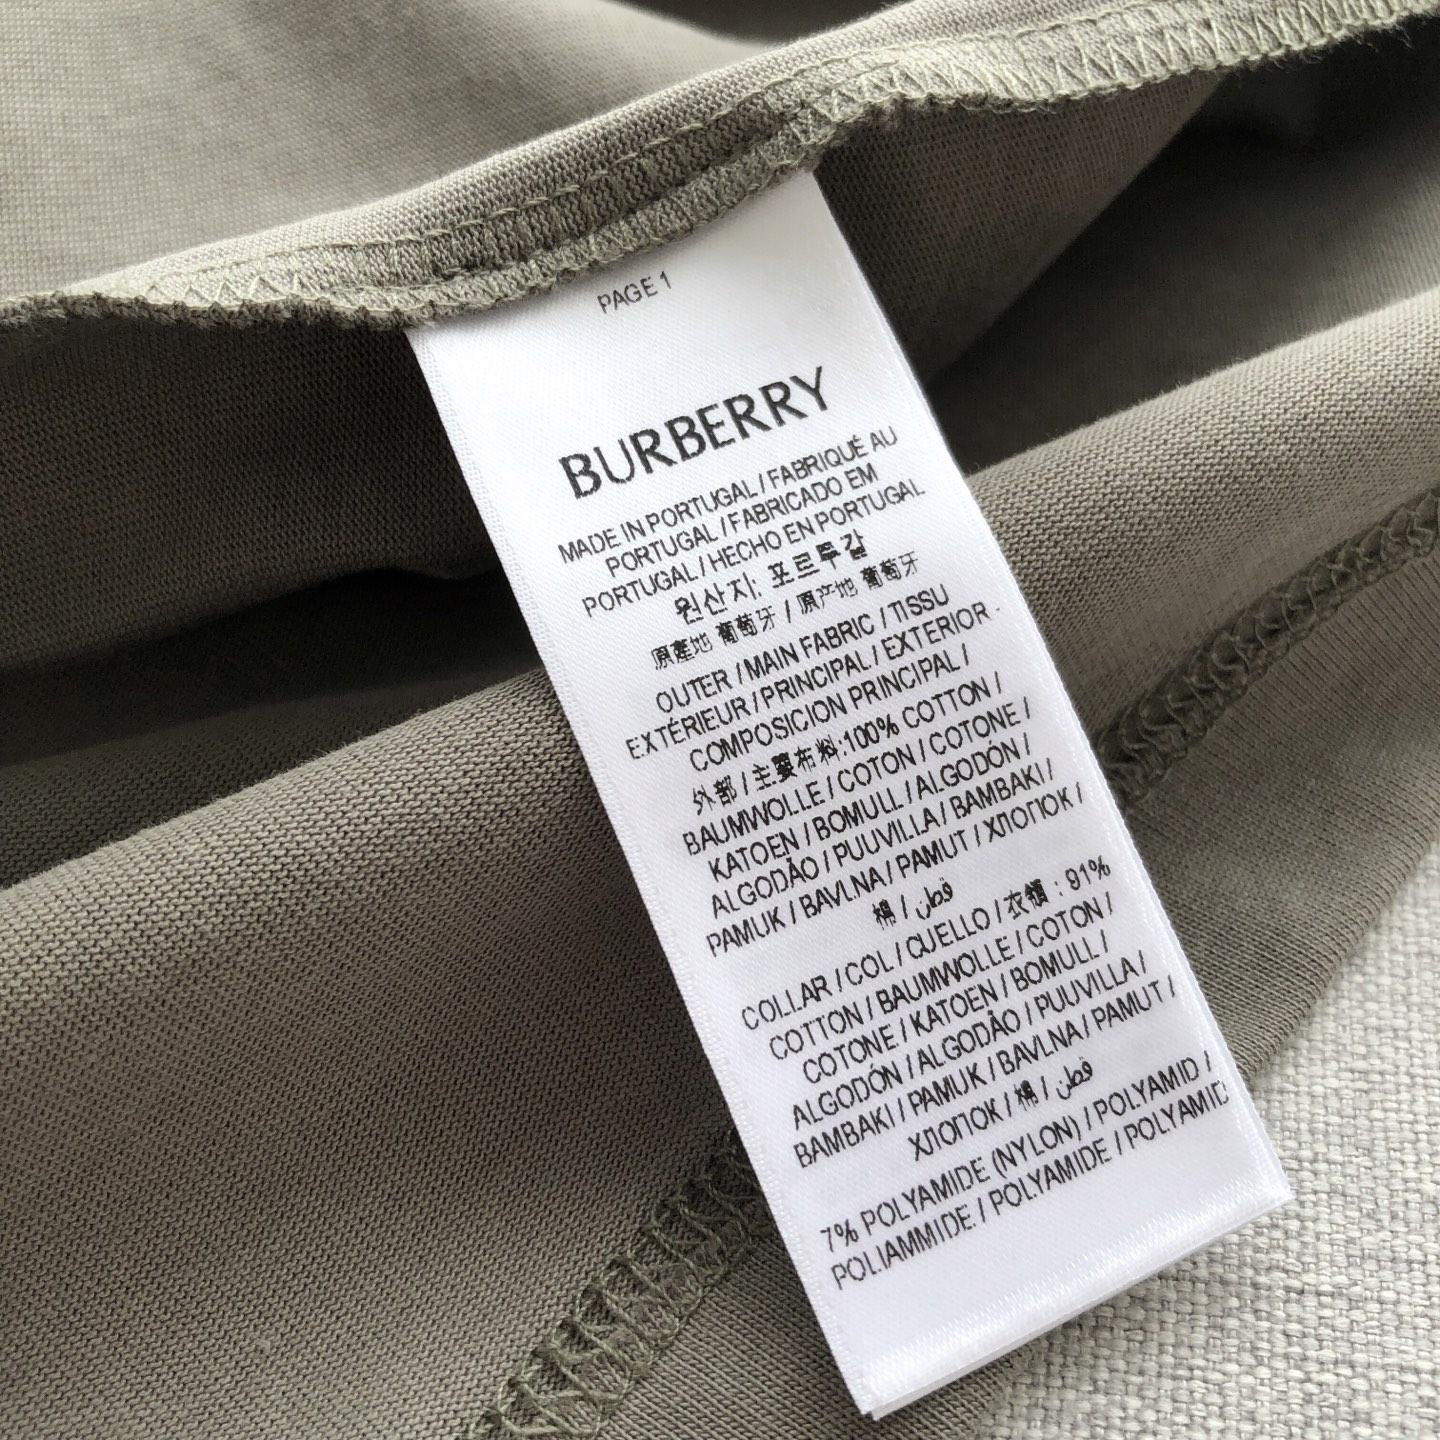 PAGE 1
BURBERRY
MADE IN PORTUGAL / FABRIQUÉ AU
PORTUGAL / FABRICADO EM
PORTUGAL / HECHO EN PORTUGAL
원산지: 포르투갈
原產地 葡萄牙 / 原产地 葡萄牙
OUTER / MAIN FABRIC / TISSU
EXTÉRIEUR / PRINCIPAL / EXTERIOR -
COMPOSICION PRINCIPAL /
外部 / 主要布料:100% COTTON /
BAUMWOLLE / COTON / COTONE /
KATOEN / BOMULL / ALGODÓN /
ALGODÃO / PUUVILLA / BAMBAKI /
PAMUK / BAVLNA / PAMUT / ХЛОПОК /
棉 / قطن
COLLAR / COL / CUELLO / 衣領 : 91%
COTTON / BAUMWOLLE / COTON /
COTONE / KATOEN / BOMULL /
ALGODÓN / ALGODÃO / PUUVILLA /
BAMBAKI / PAMUK / BAVLNA / PAMUT /
ХЛОПОК / 棉 / قطن
7% POLYAMIDE (NYLON) / POLYAMID /
POLIAMMIDE / POLYAMIDE / POLYAMID